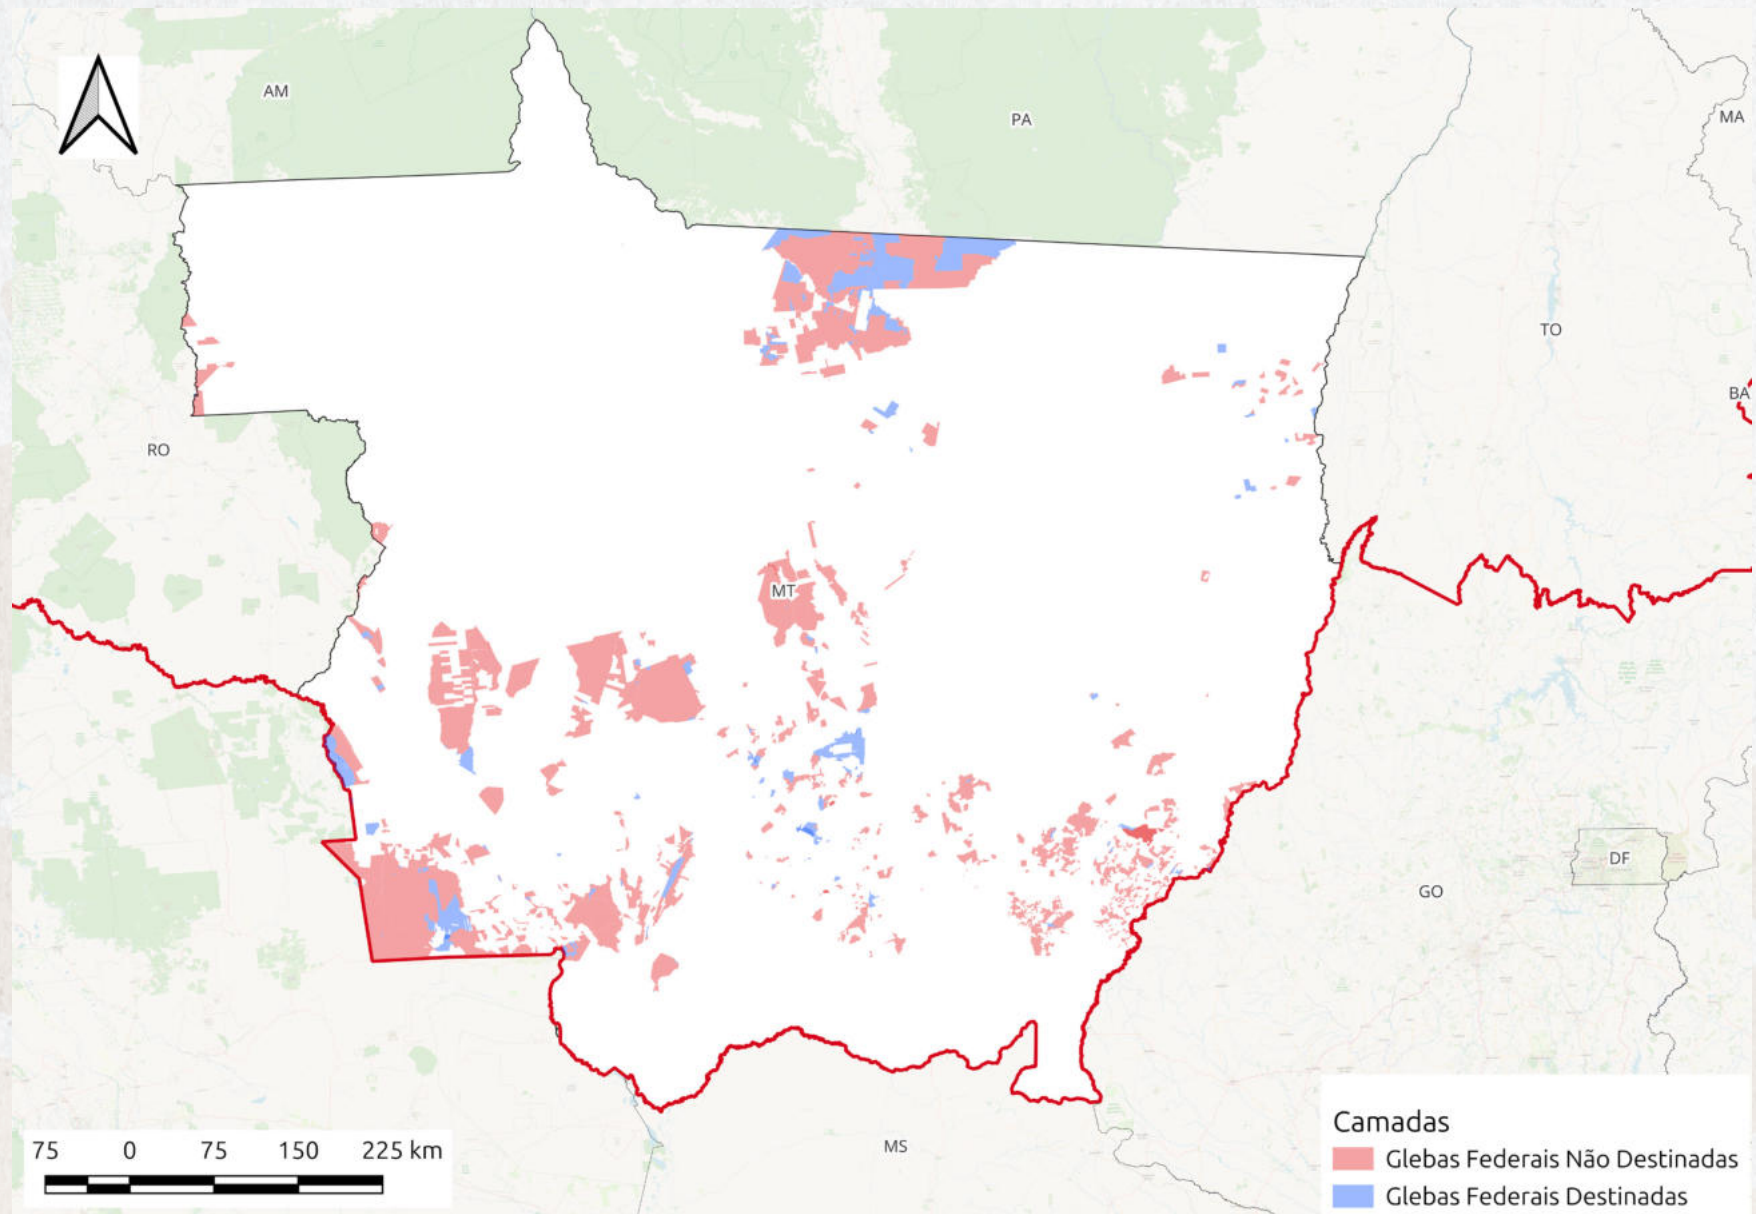 AM
PA
MA
TO
BA
RO
MT
DF
GO
MS
75 0 75 150 225 km
Camadas
Glebas Federais Não Destinadas
Glebas Federais Destinadas